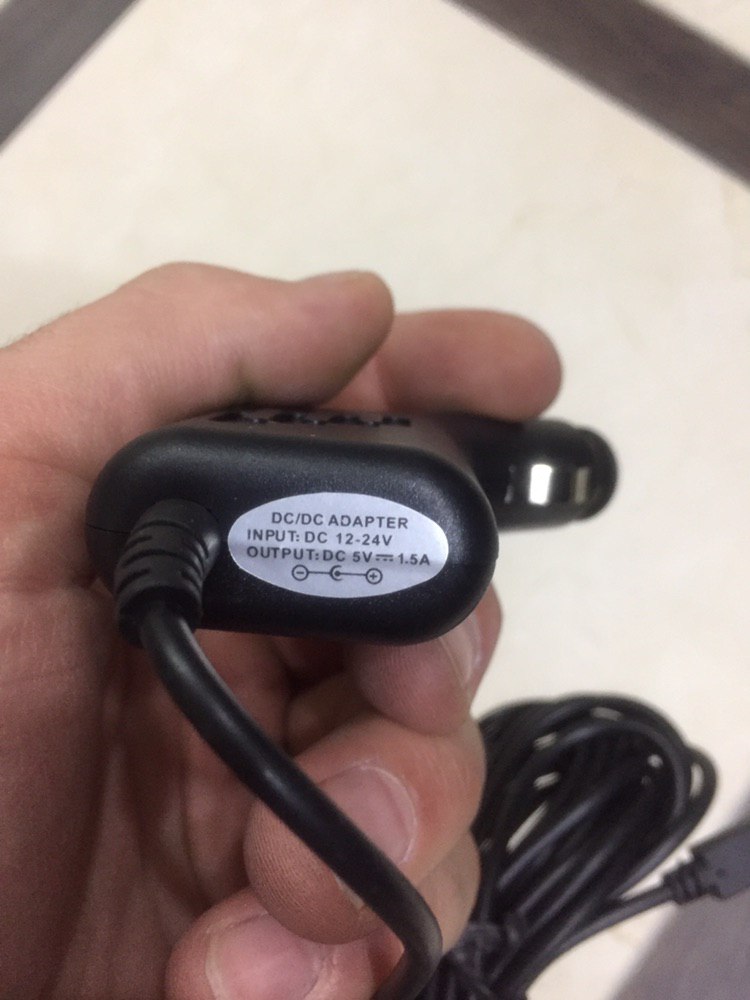 DC/DC ADAPTER
INPUT: DC 12-24V
OUTPUT: DC 5V⎓1.5A